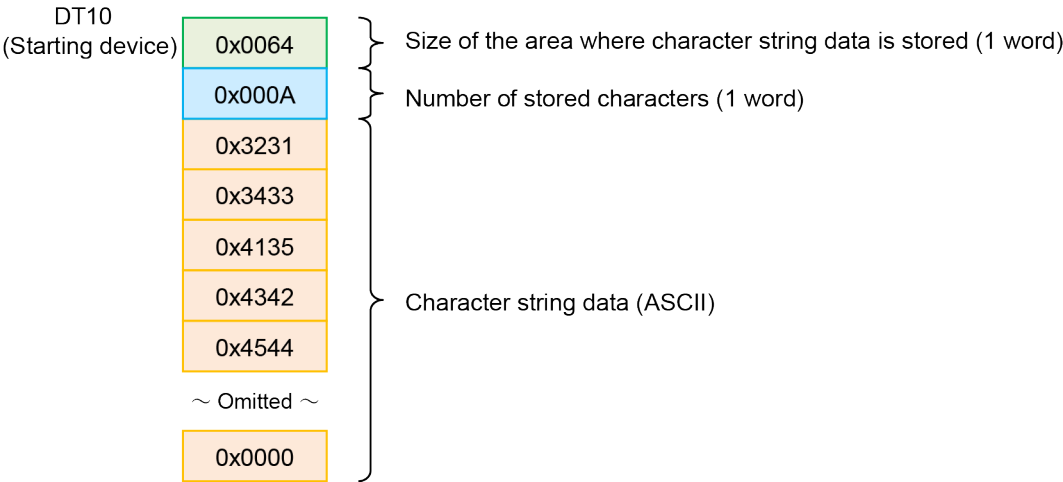 DT10
(Starting device)
0x0064
Size of the area where character string data is stored (1 word)
0x000A
Number of stored characters (1 word)
0x3231
0x3433
0x4135
0x4342
Character string data (ASCII)
0x4544
～ Omitted ～
0x0000